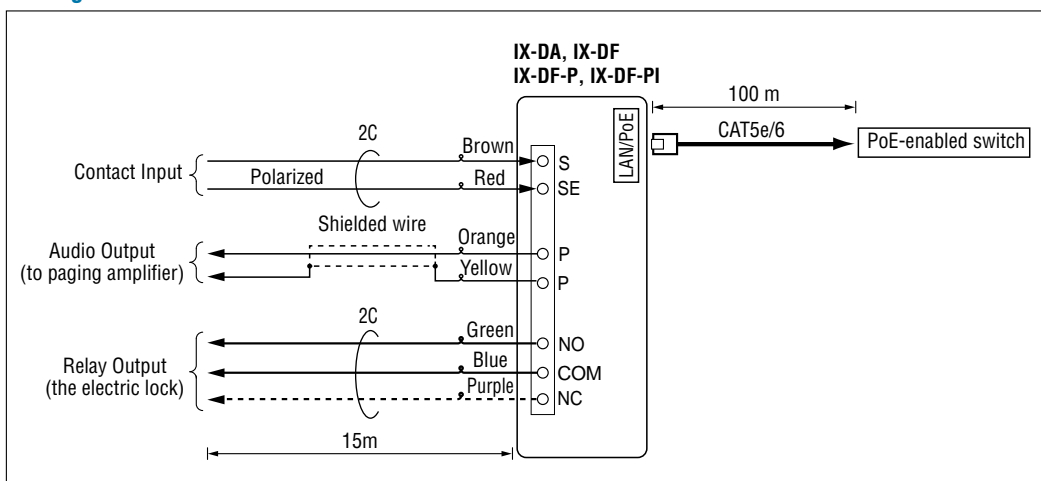 IX-DA, IX-DF
IX-DF-P, IX-DF-PI
LAN/PoE
100 m
CAT5e/6
PoE-enabled switch
Contact Input
2C
Polarized
Brown
S
Red
SE
Audio Output
(to paging amplifier)
Shielded wire
Orange
P
Yellow
P
Relay Output
(the electric lock)
2C
Green
NO
Blue
COM
Purple
NC
15m